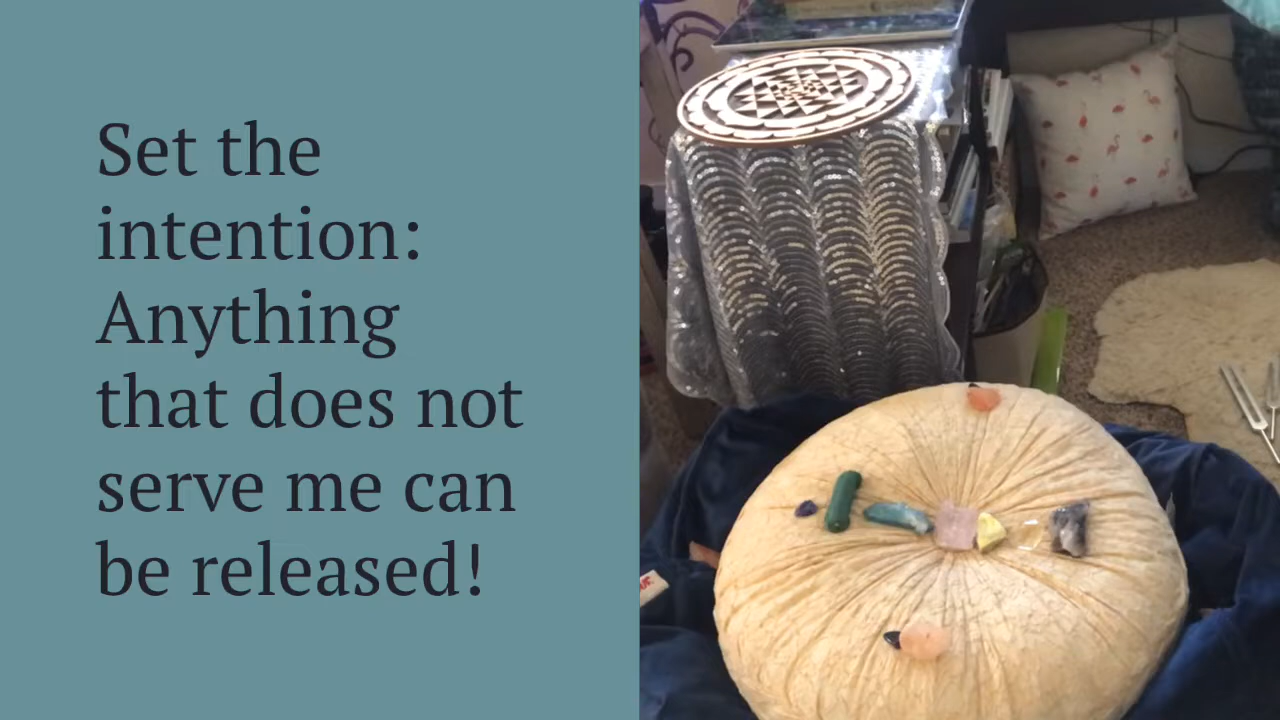 Set the
intention:
Anything
that does not
serve me can
be released!